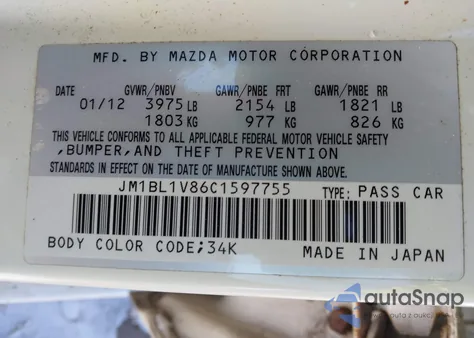 MFD. BY MAZDA MOTOR CORPORATION
DATE GVWR/PNBV GAWR/PNBE FRT GAWR/PNBE RR
01/12 3975 LB 2154 LB 1821 LB
1803 KG 977 KG 826 KG
THIS VEHICLE CONFORMS TO ALL APPLICABLE FEDERAL MOTOR VEHICLE SAFETY
,BUMPER,AND THEFT PREVENTION
STANDARDS IN EFFECT ON THE DATE OF MANUFACTURE SHOWN ABOVE.
JM1BL1V86C1597755 TYPE: PASS CAR
BODY COLOR CODE;34K MADE IN JAPAN
autoSnap